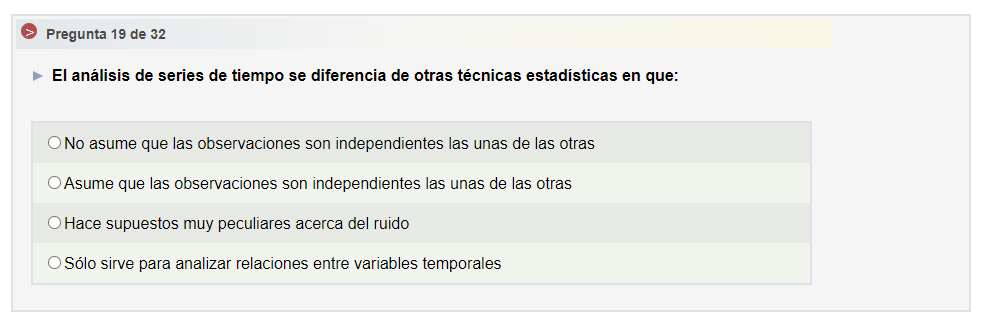 Pregunta 19 de 32
El análisis de series de tiempo se diferencia de otras técnicas estadísticas en que:
No asume que las observaciones son independientes las unas de las otras
Asume que las observaciones son independientes las unas de las otras
Hace supuestos muy peculiares acerca del ruido
Sólo sirve para analizar relaciones entre variables temporales